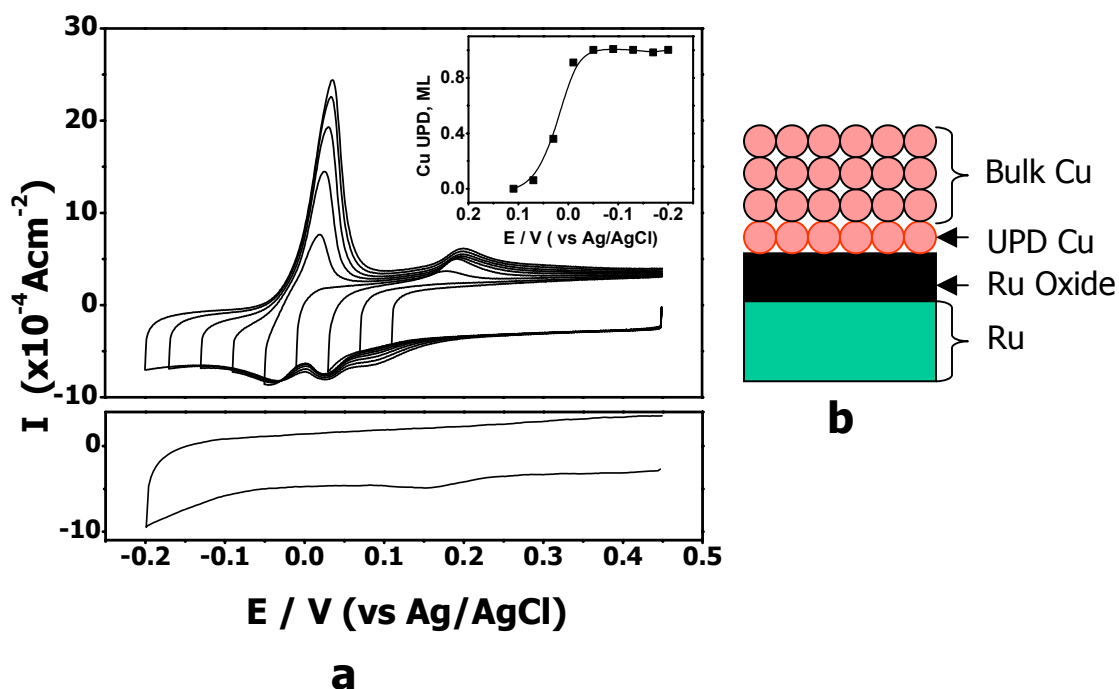 30
20
10
0
-10
I (x10⁻⁴Acm⁻²)
Cu UPD, ML
0.8
0.4
0.0
0.2 0.1 0.0 -0.1 -0.2
E / V ( vs Ag/AgCl)
0
-10
-0.2 -0.1 0.0 0.1 0.2 0.3 0.4 0.5
E / V (vs Ag/AgCl)
a
Bulk Cu
UPD Cu
Ru Oxide
Ru
b